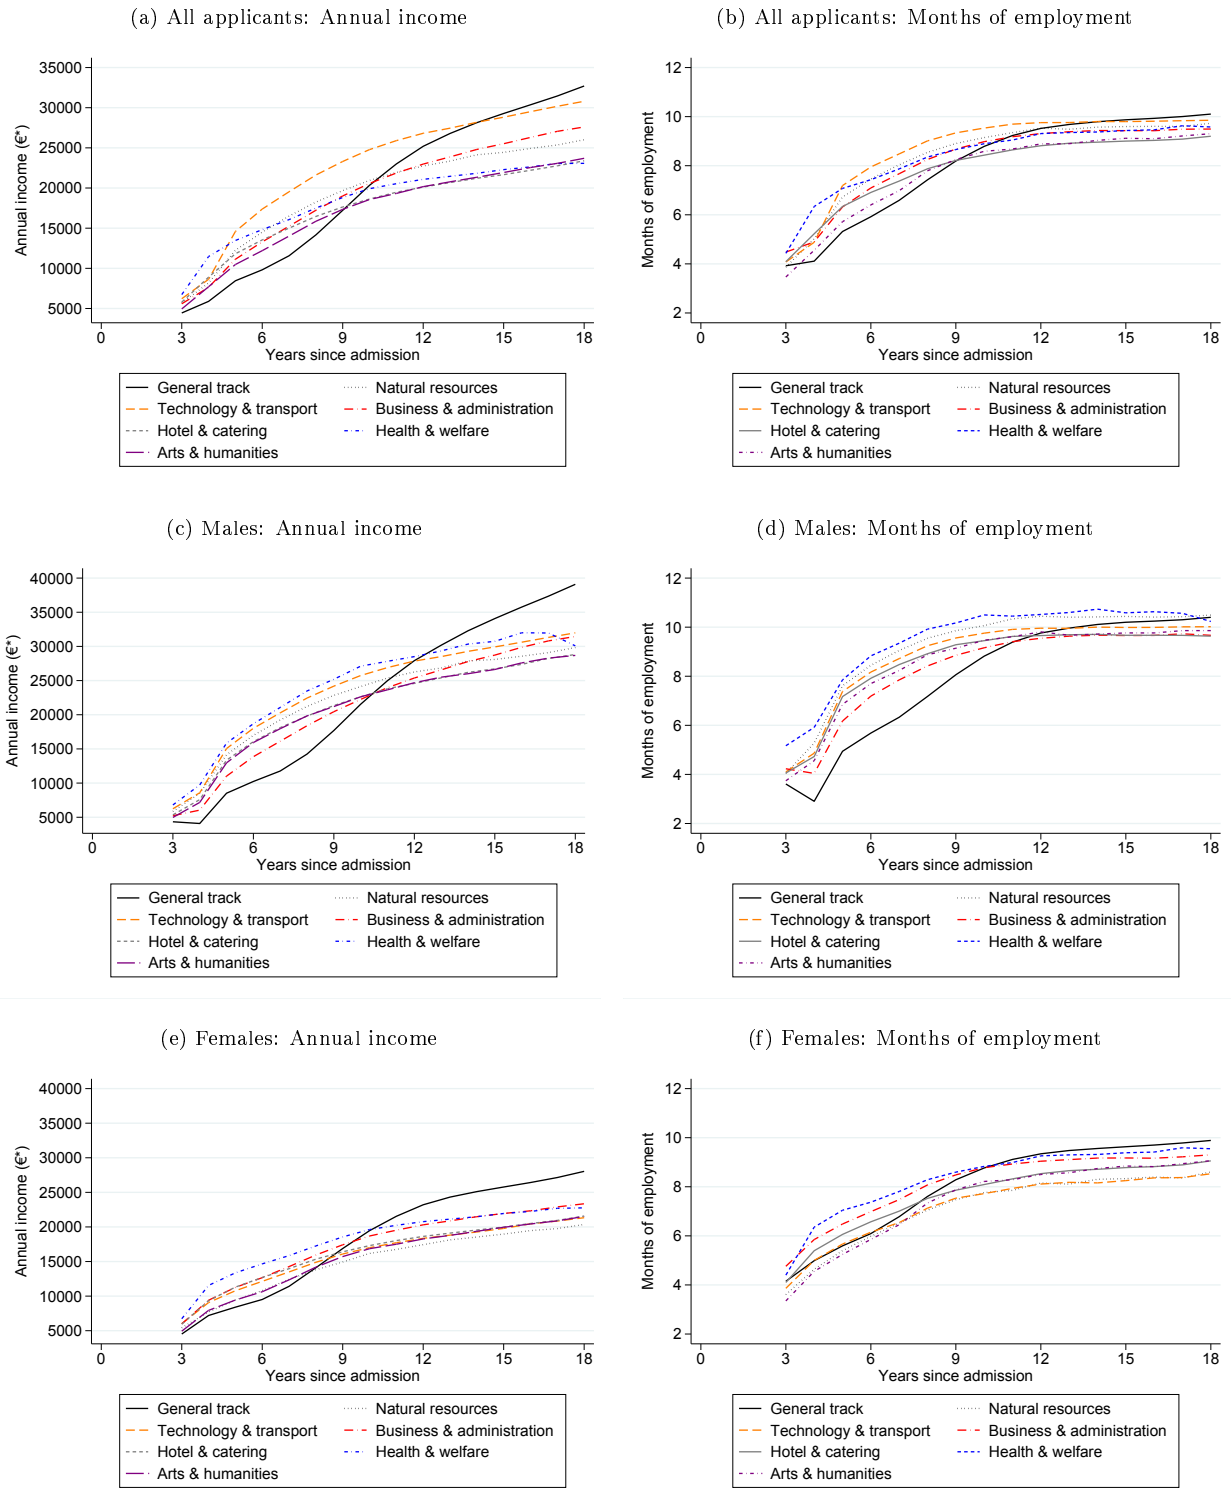 (a) All applicants: Annual income
35000
30000
25000
20000
15000
10000
5000
Annual income (€*)
0 3 6 9 12 15 18
Years since admission
General track
Natural resources
Technology & transport
Business & administration
Hotel & catering
Health & welfare
Arts & humanities
(b) All applicants: Months of employment
12
10
8
6
4
2
Months of employment
0 3 6 9 12 15 18
Years since admission
General track
Natural resources
Technology & transport
Business & administration
Hotel & catering
Health & welfare
Arts & humanities
(c) Males: Annual income
40000
35000
30000
25000
20000
15000
10000
5000
Annual income (€*)
0 3 6 9 12 15 18
Years since admission
General track
Natural resources
Technology & transport
Business & administration
Hotel & catering
Health & welfare
Arts & humanities
(d) Males: Months of employment
12
10
8
6
4
2
Months of employment
0 3 6 9 12 15 18
Years since admission
General track
Natural resources
Technology & transport
Business & administration
Hotel & catering
Health & welfare
Arts & humanities
(e) Females: Annual income
40000
35000
30000
25000
20000
15000
10000
5000
Annual income (€*)
0 3 6 9 12 15 18
Years since admission
General track
Natural resources
Technology & transport
Business & administration
Hotel & catering
Health & welfare
Arts & humanities
(f) Females: Months of employment
12
10
8
6
4
2
Months of employment
0 3 6 9 12 15 18
Years since admission
General track
Natural resources
Technology & transport
Business & administration
Hotel & catering
Health & welfare
Arts & humanities